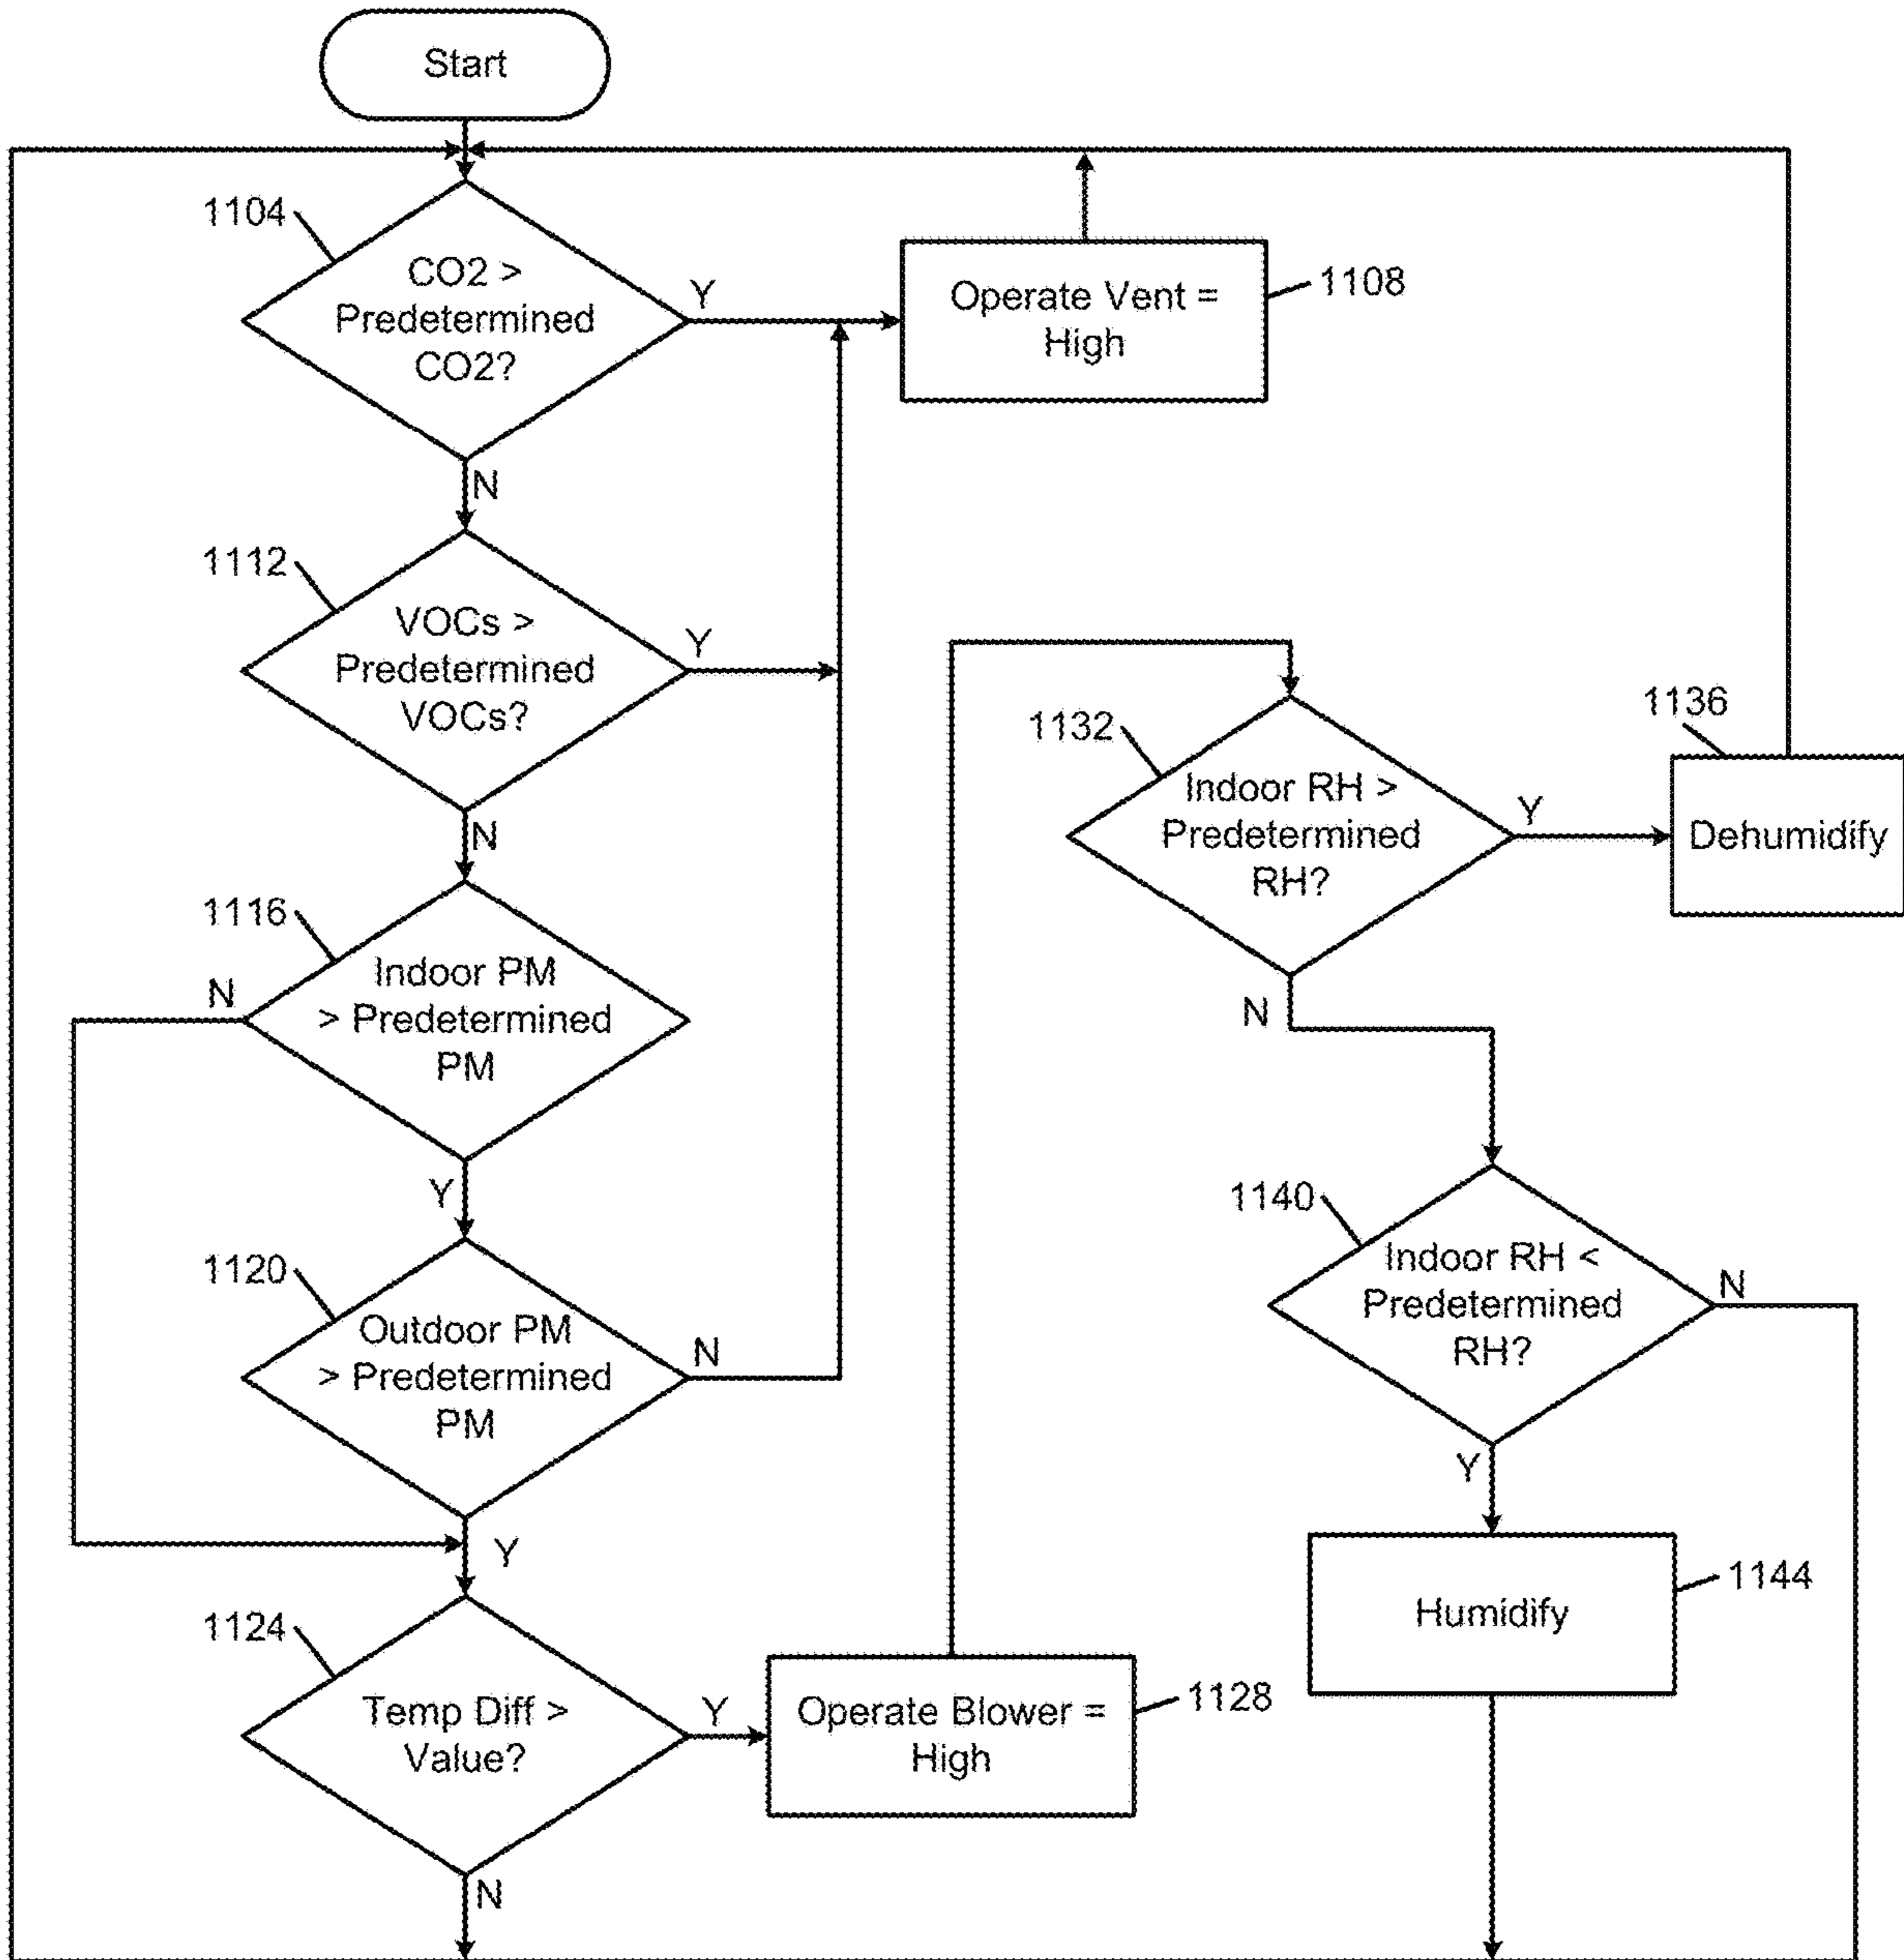 Start
1104
CO2 >
Predetermined
CO2?
Y
N
Operate Vent =
High
1108
1112
VOCs >
Predetermined
VOCs?
Y
N
1116
Indoor PM
> Predetermined
PM
N
Y
1120
Outdoor PM
> Predetermined
PM
N
Y
1124
Temp Diff >
Value?
Y
N
Operate Blower =
High
1128
1132
Indoor RH >
Predetermined
RH?
Y
N
1136
Dehumidify
1140
Indoor RH <
Predetermined
RH?
N
Y
Humidify
1144